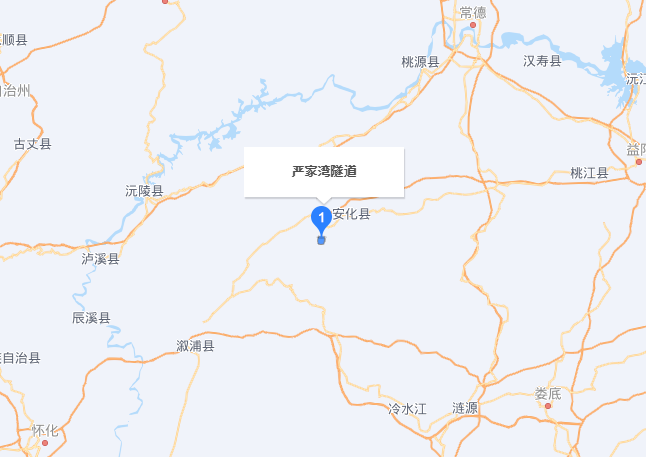 常德
顺县
桃源县
汉寿县
沅江
自治州
古丈县
益阳
严家湾隧道
桃江县
沅陵县
安化县
1
泸溪县
辰溪县
溆浦县
自治县
娄底
冷水江
涟源
怀化